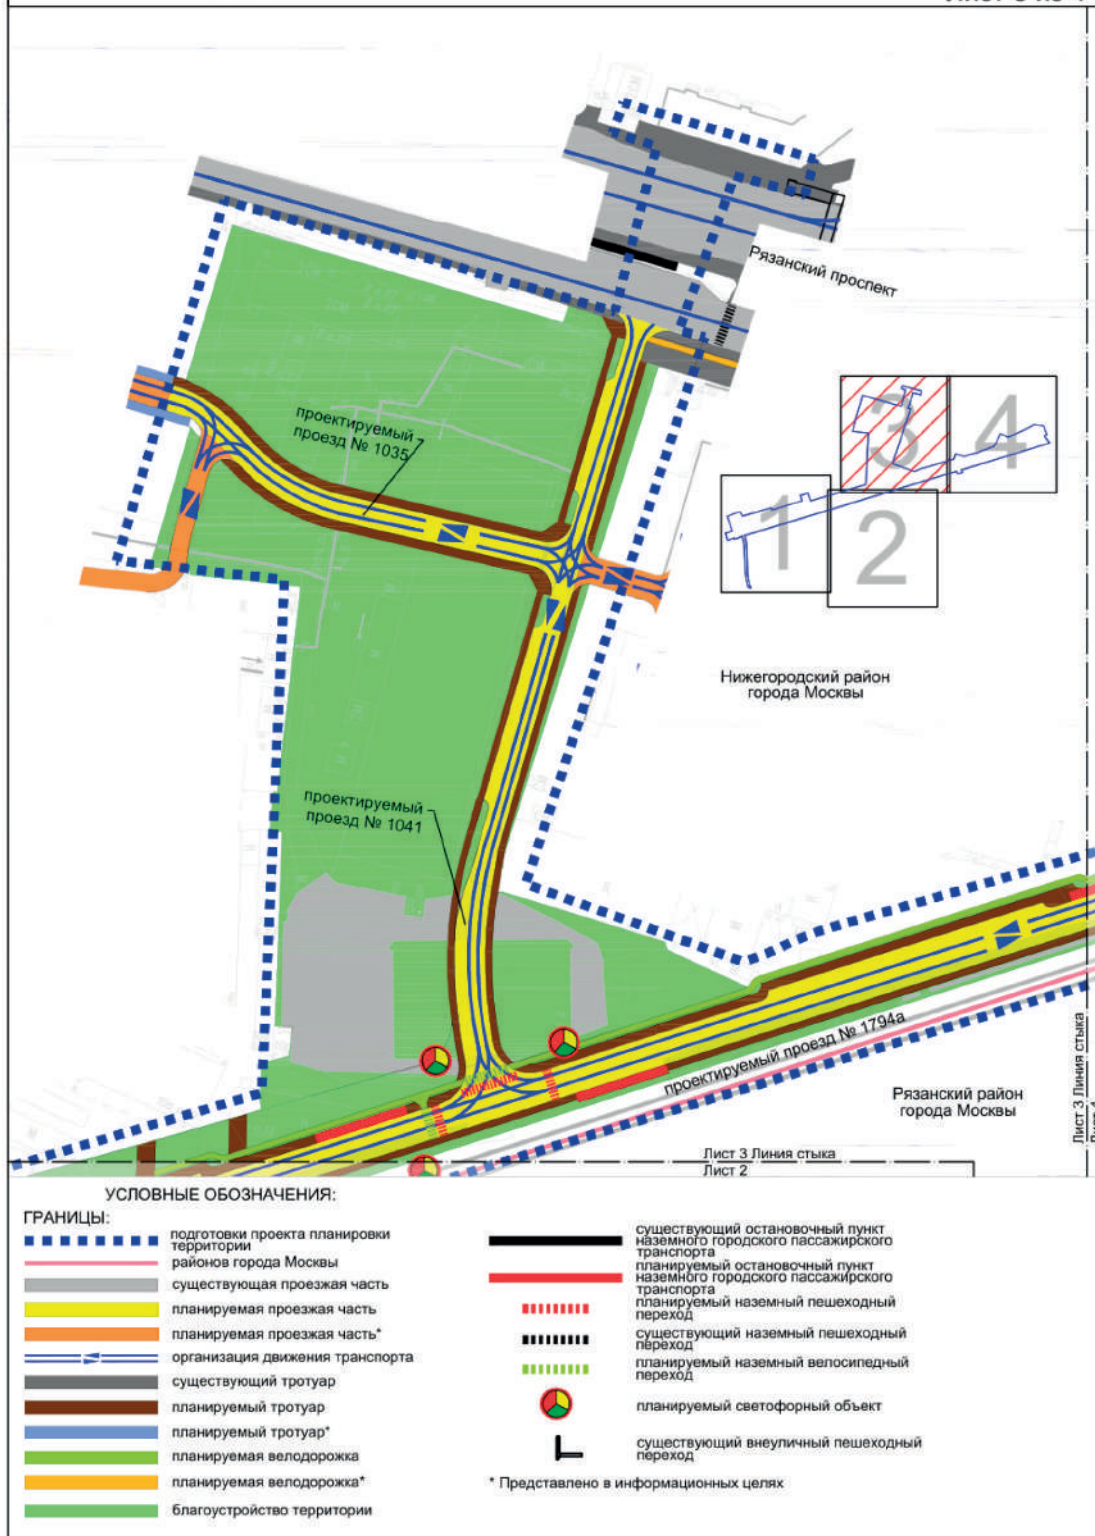 Рязанский проспект
проектируемый
проезд № 1035
3
4
1
2
Нижегородский район
города Москвы
проектируемый
проезд № 1041
проектируемый проезд № 1794а
Рязанский район
города Москвы
Лист 3 Линия стыка
Лист 3 Линия стыка
Лист 2
УСЛОВНЫЕ ОБОЗНАЧЕНИЯ:
ГРАНИЦЫ:
подготовки проекта планировки
территории
районов города Москвы
существующая проезжая часть
планируемая проезжая часть
планируемая проезжая часть*
организация движения транспорта
существующий тротуар
планируемый тротуар
планируемый тротуар*
планируемая велодорожка
планируемая велодорожка*
благоустройство территории
существующий остановочный пункт
наземного городского пассажирского
транспорта
планируемый остановочный пункт
наземного городского пассажирского
транспорта
планируемый наземный пешеходный
переход
существующий наземный пешеходный
переход
планируемый наземный велосипедный
переход
планируемый светофорный объект
существующий внеуличный пешеходный
переход
* Представлено в информационных целях